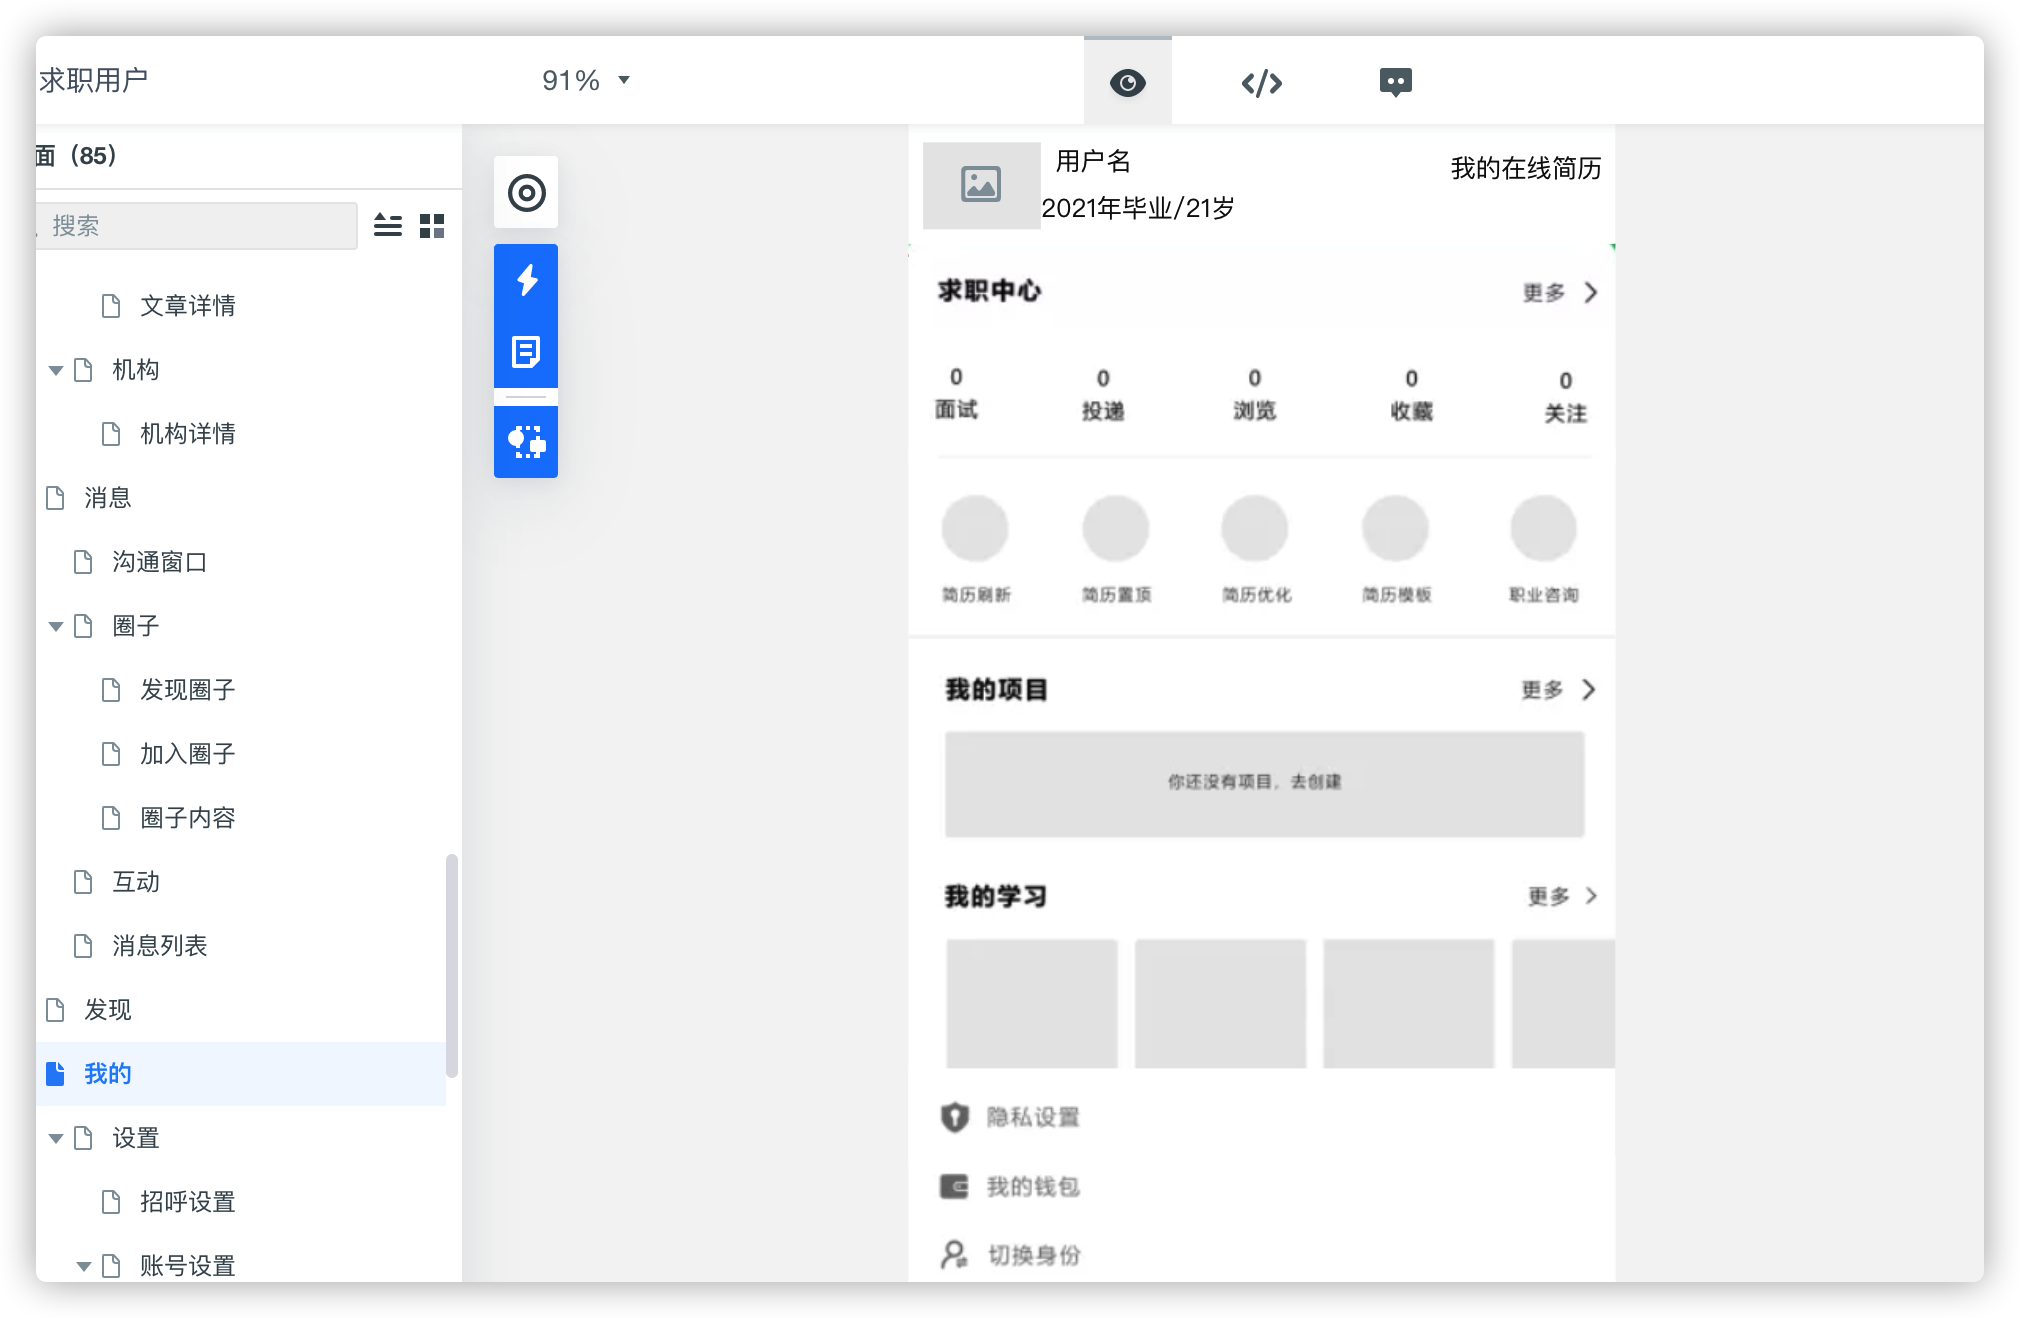 求职用户
91%
面（85）
搜索
文章详情
机构
机构详情
消息
沟通窗口
圈子
发现圈子
加入圈子
圈子内容
互动
消息列表
发现
我的
设置
招呼设置
账号设置
用户名
我的在线简历
2021年毕业/21岁
求职中心
更多
0 0 0 0 0
面试 投递 浏览 收藏 关注
简历刷新 简历置顶 简历优化 简历模板 职业咨询
我的项目
更多
你还没有项目，去创建
我的学习
更多
隐私设置
我的钱包
切换身份